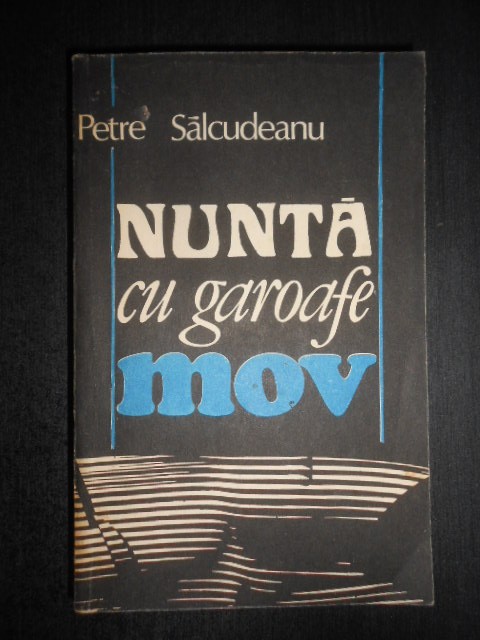 Petre Sălcudeanu
NUNTĂ
cu garoafe
mov